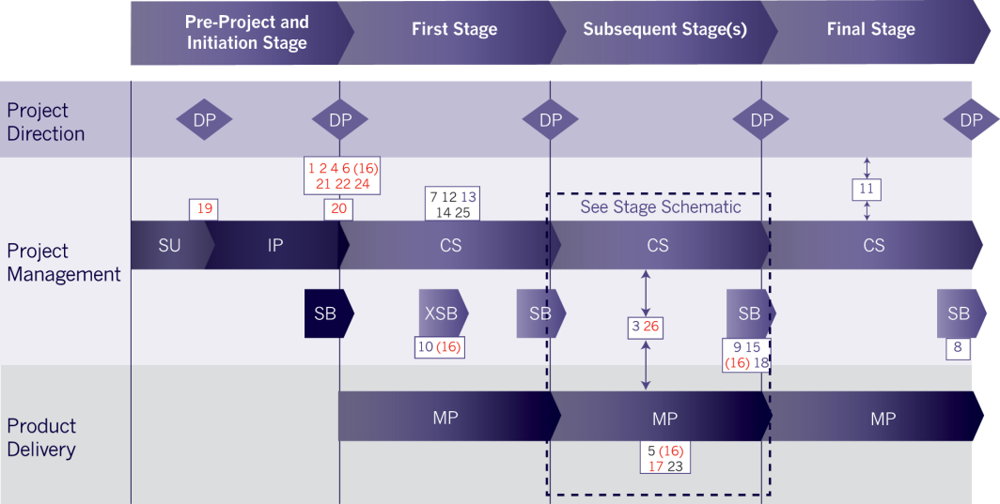 Pre-Project and
Initiation Stage
First Stage
Subsequent Stage(s)
Final Stage
Project
Direction
DP
DP
DP
DP
DP
1 2 4 6 (16)
21 22 24
19
20
7 12 13
14 25
See Stage Schematic
11
Project
Management
SU
IP
CS
CS
CS
SB
XSB
SB
SB
SB
10 (16)
3 26
9 15
(16) 18
8
Product
Delivery
MP
MP
MP
5 (16)
17 23